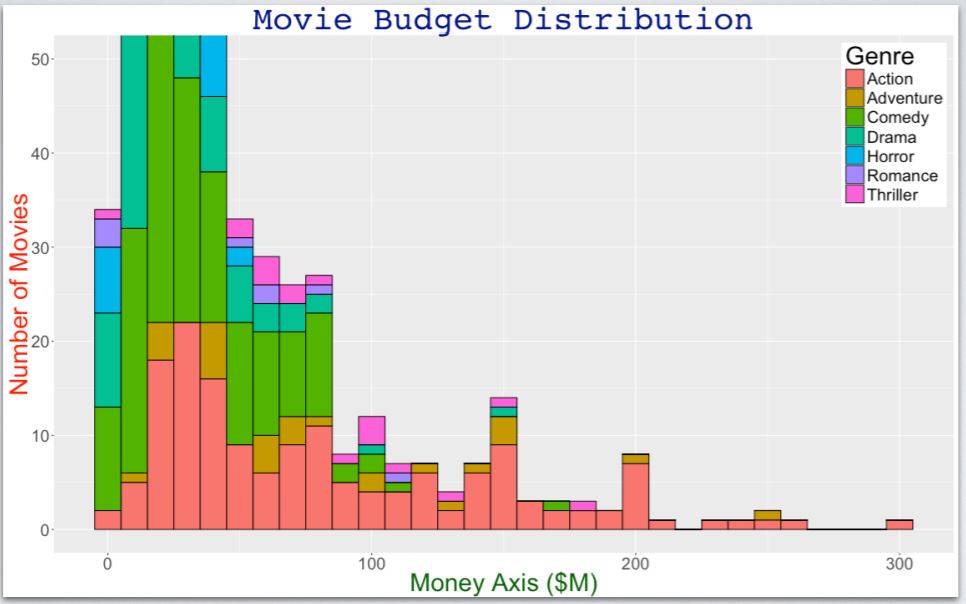 Movie Budget Distribution
Genre
Action
Adventure
Comedy
Drama
Horror
Romance
Thriller
50
40
30
20
10
0
Number of Movies
0 100 200 300
Money Axis ($M)